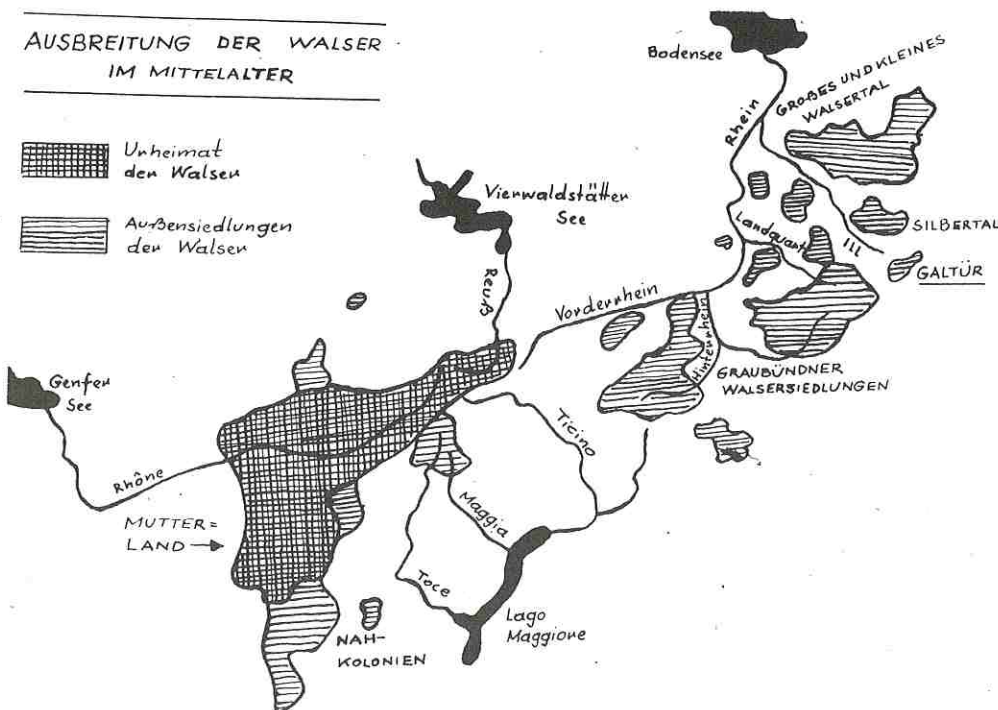 AUSBREITUNG DER WALSER
IM MITTELALTER
Urheimat
der Walser
Außensiedlungen
der Walser
Bodensee
Rhein
GROßES UND KLEINES
WALSERTAL
Vierwaldstätter
See
Reuß
Landquart
Ill
SILBERTAL
GALTÜR
Vorderrhein
Hinterrhein
GRAUBÜNDNER
WALSERSIEDLUNGEN
Genfer
See
Rhône
Ticino
Maggia
MUTTER=
LAND →
Toce
Lago
Maggiore
NAH-
KOLONIEN